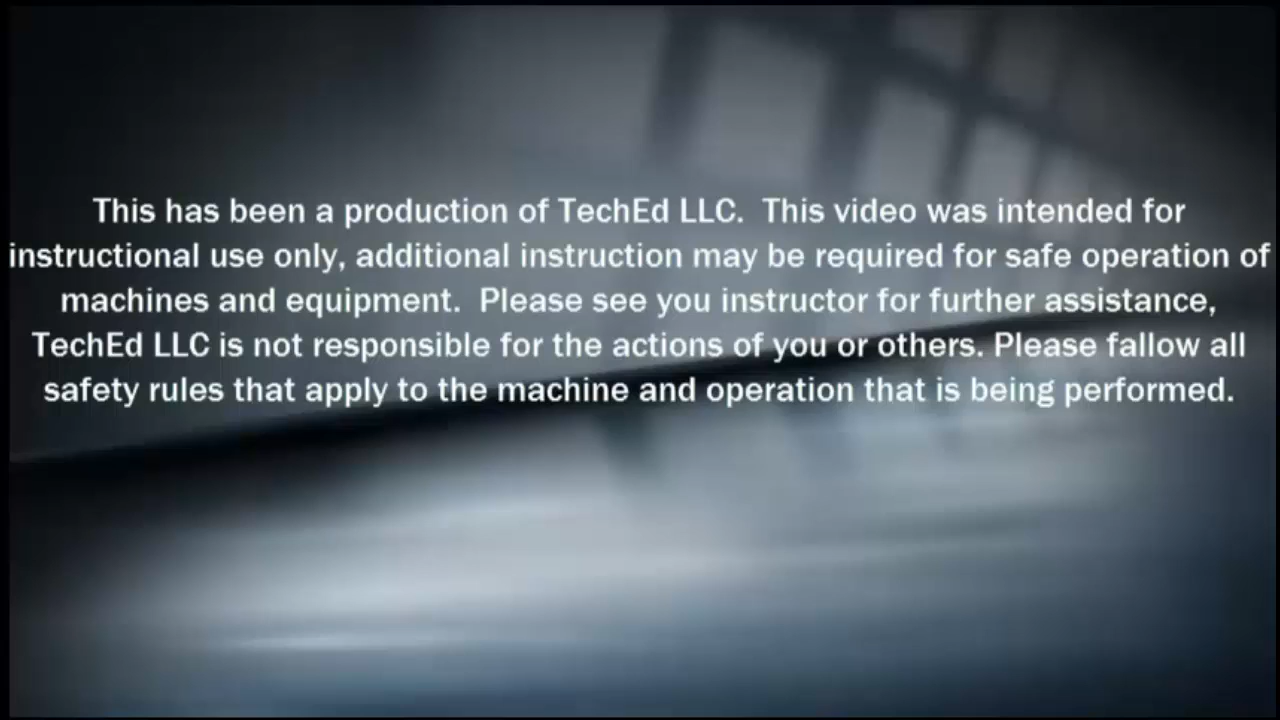 This has been a production of TechEd LLC.  This video was intended for
instructional use only, additional instruction may be required for safe operation of
machines and equipment.  Please see you instructor for further assistance,
TechEd LLC is not responsible for the actions of you or others. Please fallow all
safety rules that apply to the machine and operation that is being performed.